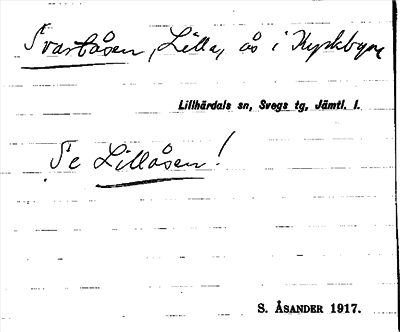 Svartåsen, Lilla, ås i Kyrkbyn
Lillhärdals sn, Svegs tg, Jämtl. l.
Se Lillåsen!
S. ÅSANDER 1917.